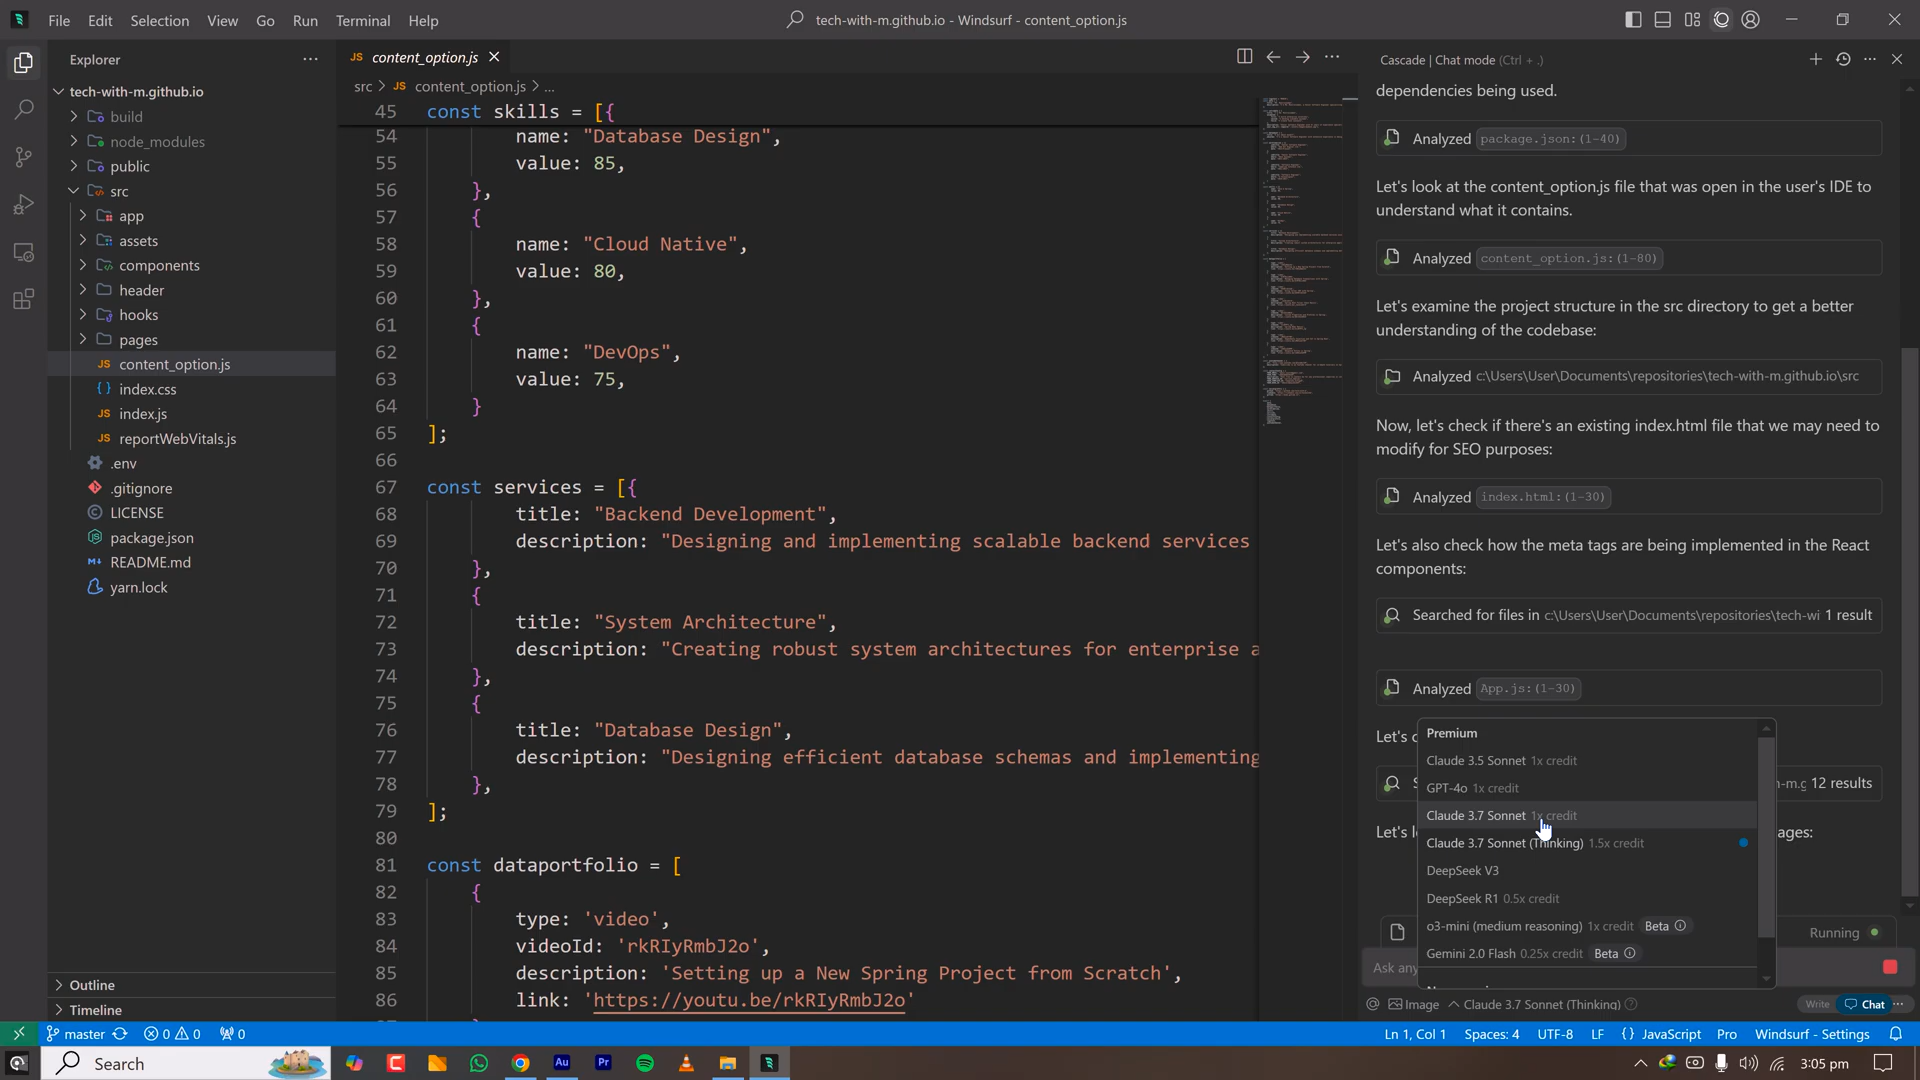 File Edit Selection View Go Run Terminal Help
tech-with-m.github.io - Windsurf - content_option.js
Explorer
tech-with-m.github.io
build
node_modules
public
src
app
assets
components
header
hooks
pages
JS content_option.js
{} index.css
JS index.js
JS reportWebVitals.js
.env
.gitignore
LICENSE
package.json
README.md
yarn.lock
Outline
Timeline
JS content_option.js
src > JS content_option.js > ...
45 const skills = [{
54 name: "Database Design",
55 value: 85,
56 },
57 {
58 name: "Cloud Native",
59 value: 80,
60 },
61 {
62 name: "DevOps",
63 value: 75,
64 }
65 ];
66
67 const services = [{
68 title: "Backend Development",
69 description: "Designing and implementing scalable backend services
70 },
71 {
72 title: "System Architecture",
73 description: "Creating robust system architectures for enterprise a
74 },
75 {
76 title: "Database Design",
77 description: "Designing efficient database schemas and implementing
78 },
79 ];
80
81 const dataportfolio = [
82 {
83 type: 'video',
84 videoId: 'rkRIyRmbJ2o',
85 description: 'Setting up a New Spring Project from Scratch',
86 link: 'https://youtu.be/rkRIyRmbJ2o'
Cascade | Chat mode (Ctrl + .)
dependencies being used.
Analyzed package.json:(1-40)
Let's look at the content_option.js file that was open in the user's IDE to
understand what it contains.
Analyzed content_option.js:(1-80)
Let's examine the project structure in the src directory to get a better
understanding of the codebase:
Analyzed c:\Users\User\Documents\repositories\tech-with-m.github.io\src
Now, let's check if there's an existing index.html file that we may need to
modify for SEO purposes:
Analyzed index.html:(1-30)
Let's also check how the meta tags are being implemented in the React
components:
Searched for files in c:\Users\User\Documents\repositories\tech-wi 1 result
Analyzed App.js:(1-30)
Let's c
S h-m.g 12 results
Let's l ages:
Premium
Claude 3.5 Sonnet 1x credit
GPT-4o 1x credit
Claude 3.7 Sonnet 1x credit
Claude 3.7 Sonnet (Thinking) 1.5x credit
DeepSeek V3
DeepSeek R1 0.5x credit
o3-mini (medium reasoning) 1x credit Beta
Gemini 2.0 Flash 0.25x credit Beta
Running
Ask any
Image Claude 3.7 Sonnet (Thinking) Write Chat
master 0 0 0
Ln 1, Col 1 Spaces: 4 UTF-8 LF {} JavaScript Pro Windsurf - Settings
Search
Au
Pr
3:05 pm